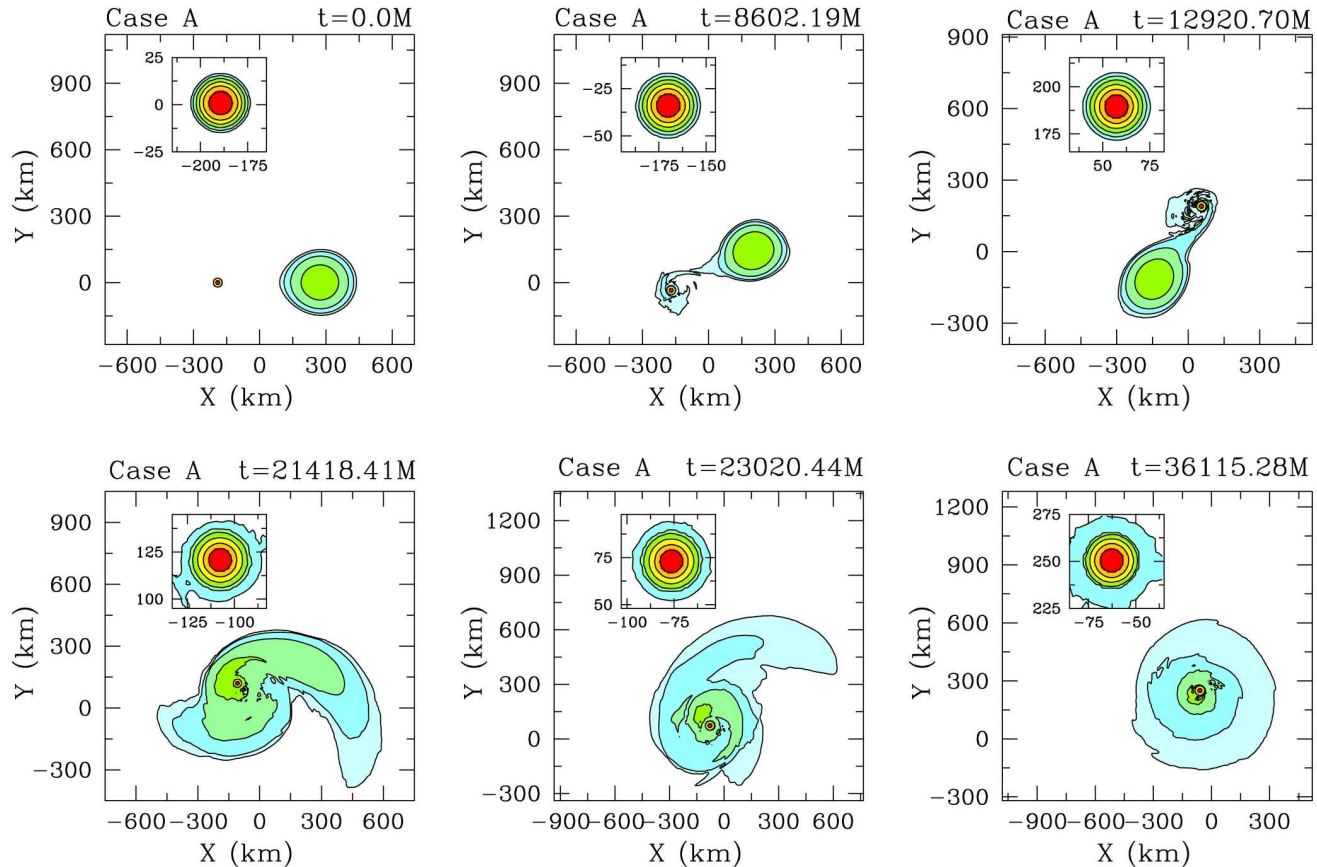 Case A t=0.0M
Case A t=8602.19M
Case A t=12920.70M
25
0
−25
−200 −175
−25
−50
−175 −150
200
175
50 75
900
600
300
0
Y (km)
−600 −300 0 300 600
X (km)
900
600
300
0
Y (km)
−600 −300 0 300 600
X (km)
900
600
300
0
−300
Y (km)
−600 −300 0 300
X (km)
Case A t=21418.41M
Case A t=23020.44M
Case A t=36115.28M
125
100
−125 −100
75
50
−100 −75
275
250
225
−75 −50
900
600
300
0
−300
Y (km)
−600 −300 0 300 600
X (km)
1200
900
600
300
0
−300
Y (km)
−900 −600 −300 0 300 600
X (km)
1200
900
600
300
0
−300
Y (km)
−900 −600 −300 0 300
X (km)